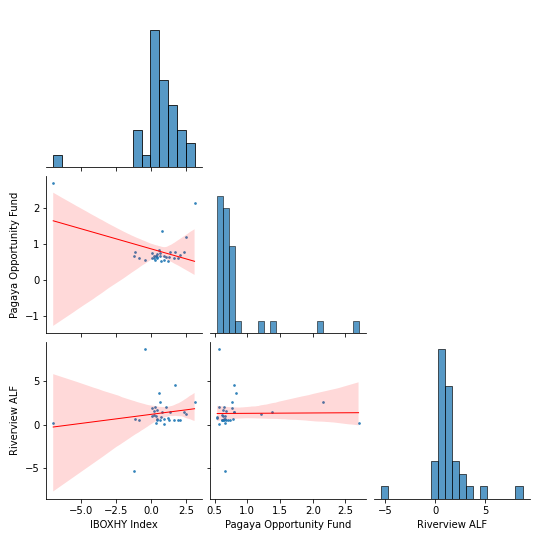 Pagaya Opportunity Fund
2
1
0
−1
Riverview ALF
5
0
−5
−5.0 −2.5 0.0 2.5
IBOXHY Index
0.5 1.0 1.5 2.0 2.5
Pagaya Opportunity Fund
−5 0 5
Riverview ALF